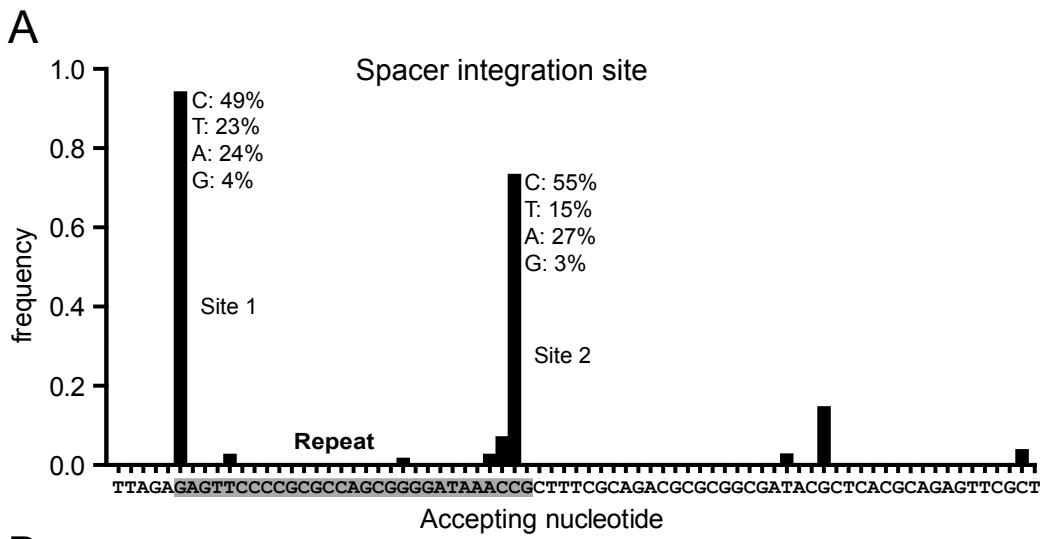 A
Spacer integration site
1.0
0.8
0.6
0.4
0.2
0.0
frequency
C: 49%
T: 23%
A: 24%
G: 4%
Site 1
C: 55%
T: 15%
A: 27%
G: 3%
Site 2
Repeat
TTAGAGAGTTCCCCGCGCCAGCGGGGATAAACCGCTTTCGCAGACGCGCGGCGATACGCTCACGCAGAGTTCGCT
Accepting nucleotide